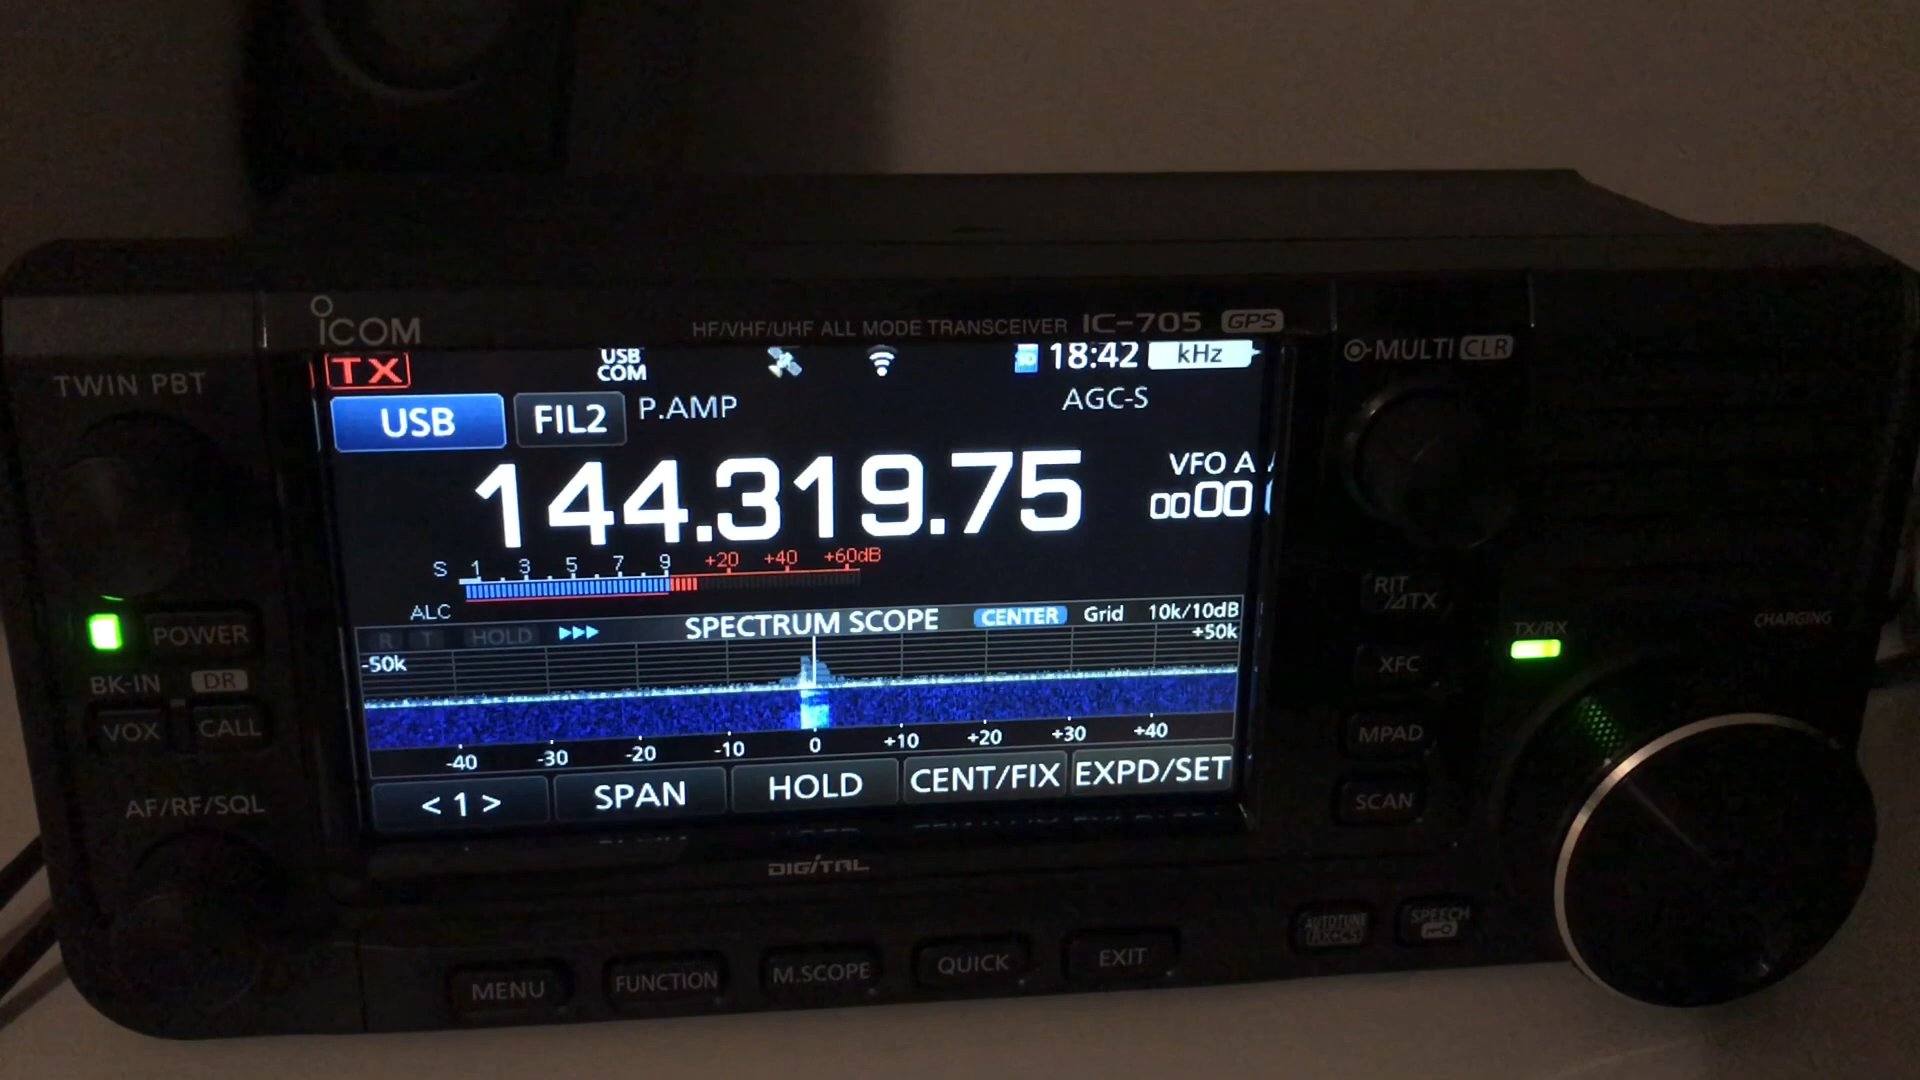 ICOM
HF/VHF/UHF ALL MODE TRANSCEIVER IC-705 GPS
TWIN PBT
MULTI CLR
TX
USB COM
18:42 kHz
USB FIL2 P.AMP AGC-S
144.319.75
VFO A
0000
S 1 3 5 7 9 +20 +40 +60dB
ALC
R T HOLD SPECTRUM SCOPE CENTER Grid 10k/10dB
-50k +50k
-40 -30 -20 -10 0 +10 +20 +30 +40
< 1 > SPAN HOLD CENT/FIX EXPD/SET
POWER
BK-IN DR
VOX CALL
AF/RF/SQL
RIT/⊿TX
TX/RX
CHARGING
XFC
MPAD
SCAN
DIGITAL
MENU FUNCTION M.SCOPE QUICK EXIT
AUTOTUNE
SPEECH